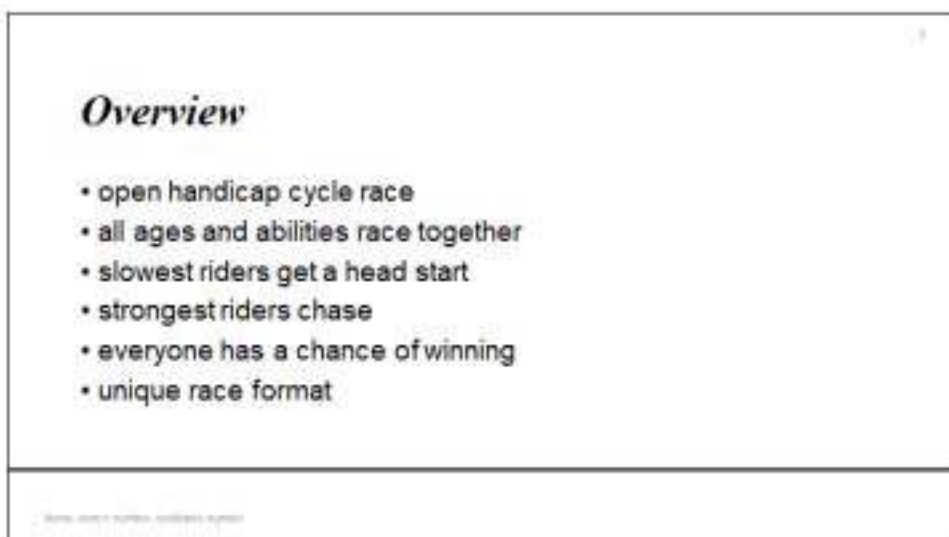 Overview
• open handicap cycle race
• all ages and abilities race together
• slowest riders get a head start
• strongest riders chase
• everyone has a chance of winning
• unique race format